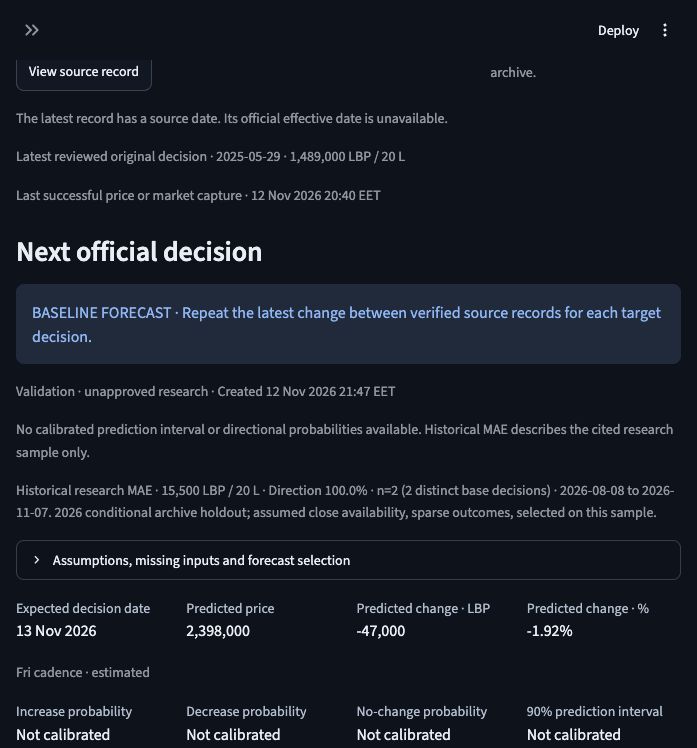 Deploy
View source record
archive.
The latest record has a source date. Its official effective date is unavailable.
Latest reviewed original decision · 2025-05-29 · 1,489,000 LBP / 20 L
Last successful price or market capture · 12 Nov 2026 20:40 EET
Next official decision
BASELINE FORECAST · Repeat the latest change between verified source records for each target
decision.
Validation · unapproved research · Created 12 Nov 2026 21:47 EET
No calibrated prediction interval or directional probabilities available. Historical MAE describes the cited research
sample only.
Historical research MAE · 15,500 LBP / 20 L · Direction 100.0% · n=2 (2 distinct base decisions) · 2026-08-08 to 2026-
11-07. 2026 conditional archive holdout; assumed close availability, sparse outcomes, selected on this sample.
Assumptions, missing inputs and forecast selection
Expected decision date Predicted price Predicted change · LBP Predicted change · %
13 Nov 2026 2,398,000 -47,000 -1.92%
Fri cadence · estimated
Increase probability Decrease probability No-change probability 90% prediction interval
Not calibrated Not calibrated Not calibrated Not calibrated